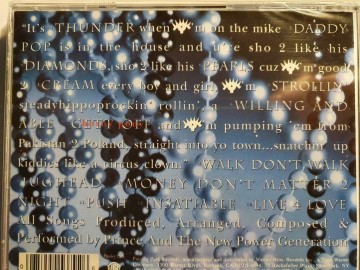 "It's THUNDER when I'm on the mike DADDY
POP is in the house and u're sho 2 like his
DIAMONDS, sho 2 like his PEARLS cuz I'm good
2 CREAM every boy and girl I'm STROLLIN'
steadyhippoprockin' rollin', a WILLING AND
ABLE GETT OFF and I'm pumping 'em from
Pakistan 2 Poland, straight into yo town...snatchin' up
kiddies like a circus clown." WALK DON'T WALK
JUGHEAD MONEY DON'T MATTER 2
NIGHT PUSH INSATIABLE LIVE 4 LOVE
All Songs Produced, Arranged, Composed &
Performed by Prince And The New Power Generation